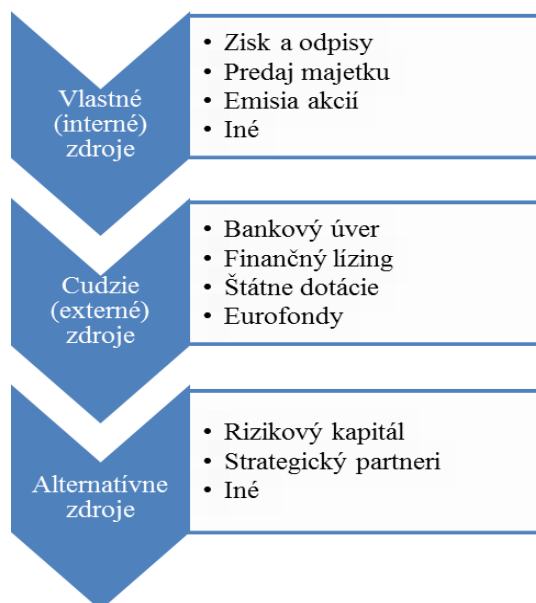 Vlastné
(interné)
zdroje
• Zisk a odpisy
• Predaj majetku
• Emisia akcií
• Iné
Cudzie
(externé)
zdroje
• Bankový úver
• Finančný lízing
• Štátne dotácie
• Eurofondy
Alternatívne
zdroje
• Rizikový kapitál
• Strategický partneri
• Iné